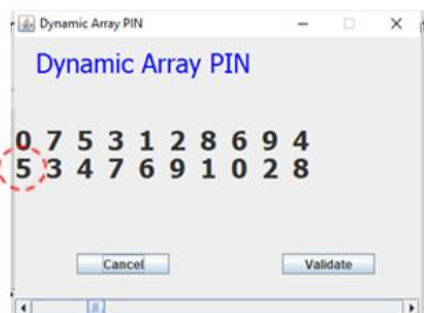 Dynamic Array PIN
Dynamic Array PIN
0 7 5 3 1 2 8 6 9 4
5 3 4 7 6 9 1 0 2 8
Cancel Validate